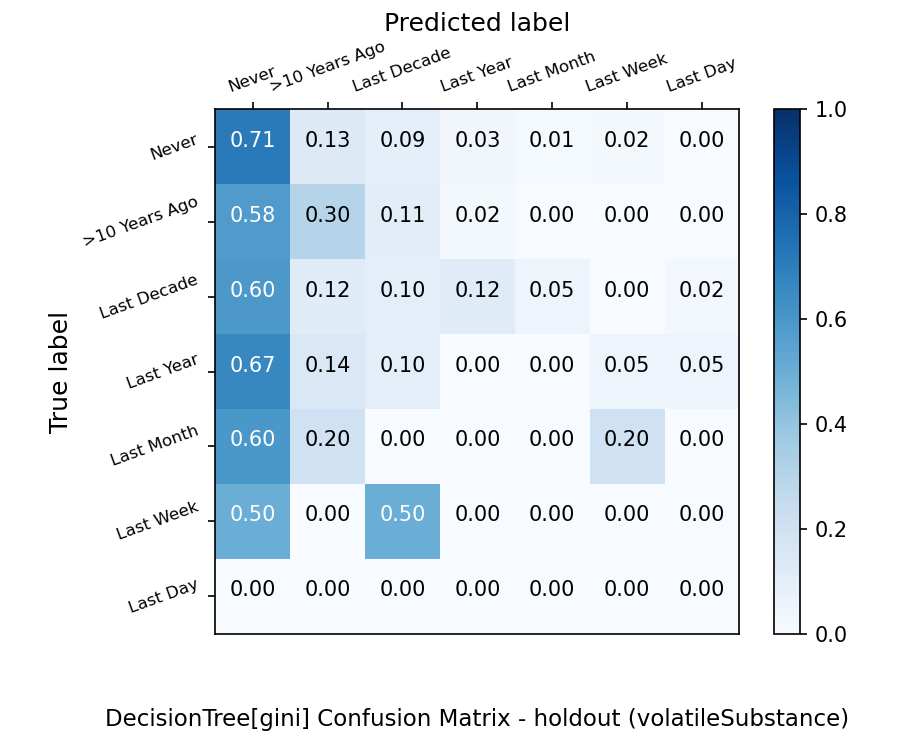 Predicted label
Never >10 Years Ago Last Decade Last Year Last Month Last Week Last Day
Never 0.71 0.13 0.09 0.03 0.01 0.02 0.00
>10 Years Ago 0.58 0.30 0.11 0.02 0.00 0.00 0.00
Last Decade 0.60 0.12 0.10 0.12 0.05 0.00 0.02
Last Year 0.67 0.14 0.10 0.00 0.00 0.05 0.05
Last Month 0.60 0.20 0.00 0.00 0.00 0.20 0.00
Last Week 0.50 0.00 0.50 0.00 0.00 0.00 0.00
Last Day 0.00 0.00 0.00 0.00 0.00 0.00 0.00
True label
1.0
0.8
0.6
0.4
0.2
0.0
DecisionTree[gini] Confusion Matrix - holdout (volatileSubstance)